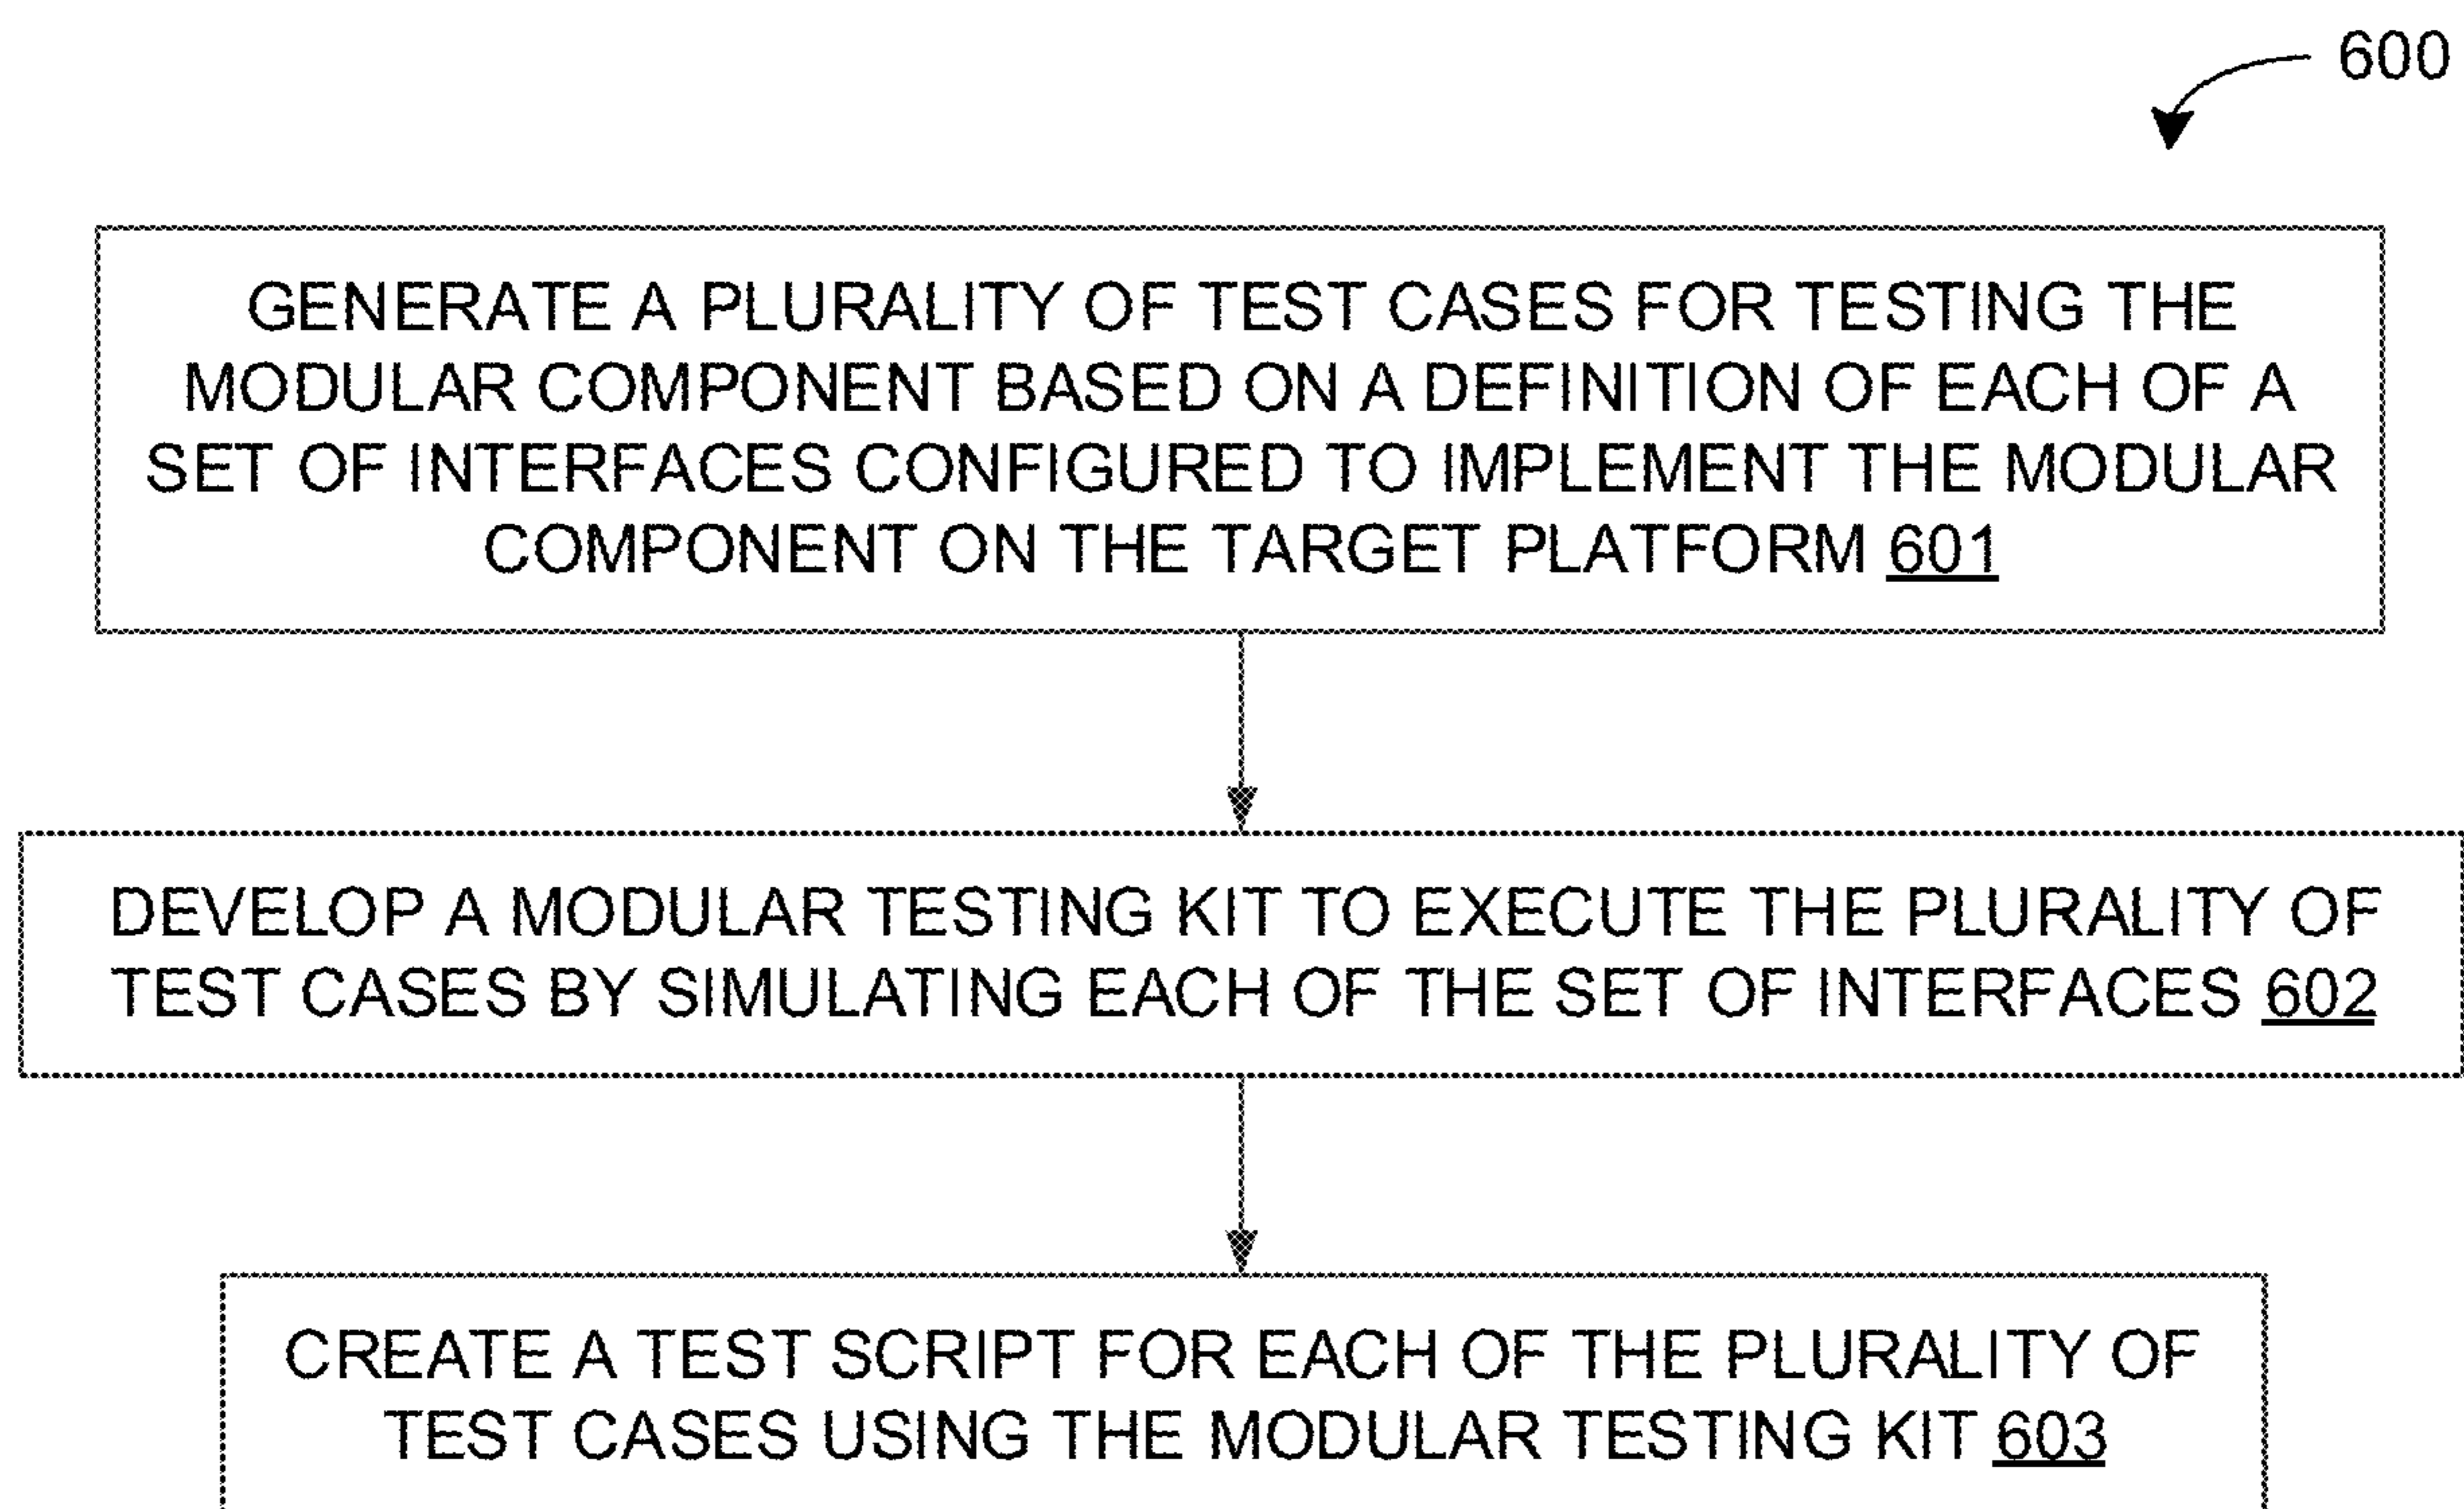 600
GENERATE A PLURALITY OF TEST CASES FOR TESTING THE
MODULAR COMPONENT BASED ON A DEFINITION OF EACH OF A
SET OF INTERFACES CONFIGURED TO IMPLEMENT THE MODULAR
COMPONENT ON THE TARGET PLATFORM 601
DEVELOP A MODULAR TESTING KIT TO EXECUTE THE PLURALITY OF
TEST CASES BY SIMULATING EACH OF THE SET OF INTERFACES 602
CREATE A TEST SCRIPT FOR EACH OF THE PLURALITY OF
TEST CASES USING THE MODULAR TESTING KIT 603